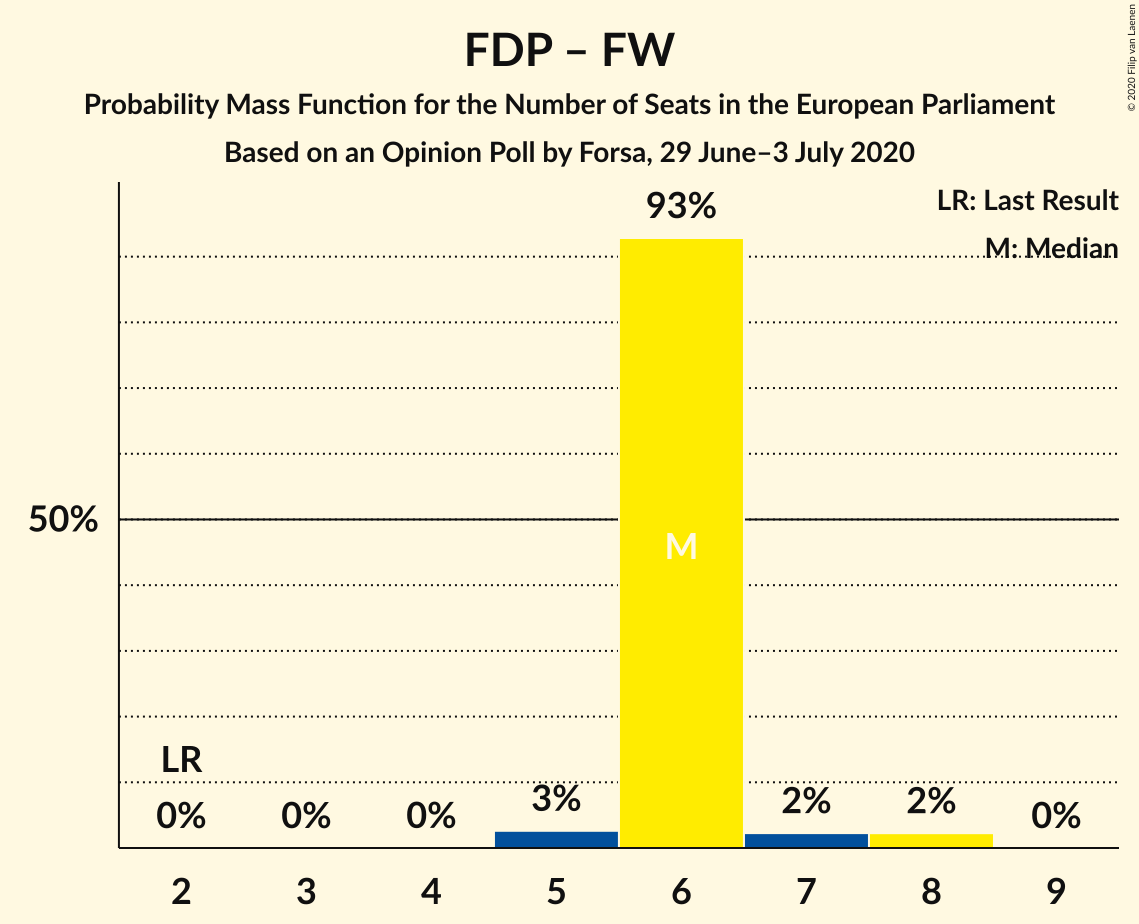 FDP – FW
Probability Mass Function for the Number of Seats in the European Parliament
Based on an Opinion Poll by Forsa, 29 June–3 July 2020
© 2020 Filip van Laenen
LR: Last Result
M: Median
93%
50%
M
LR
0%
0%
0%
3%
2%
2%
0%
2
3
4
5
6
7
8
9